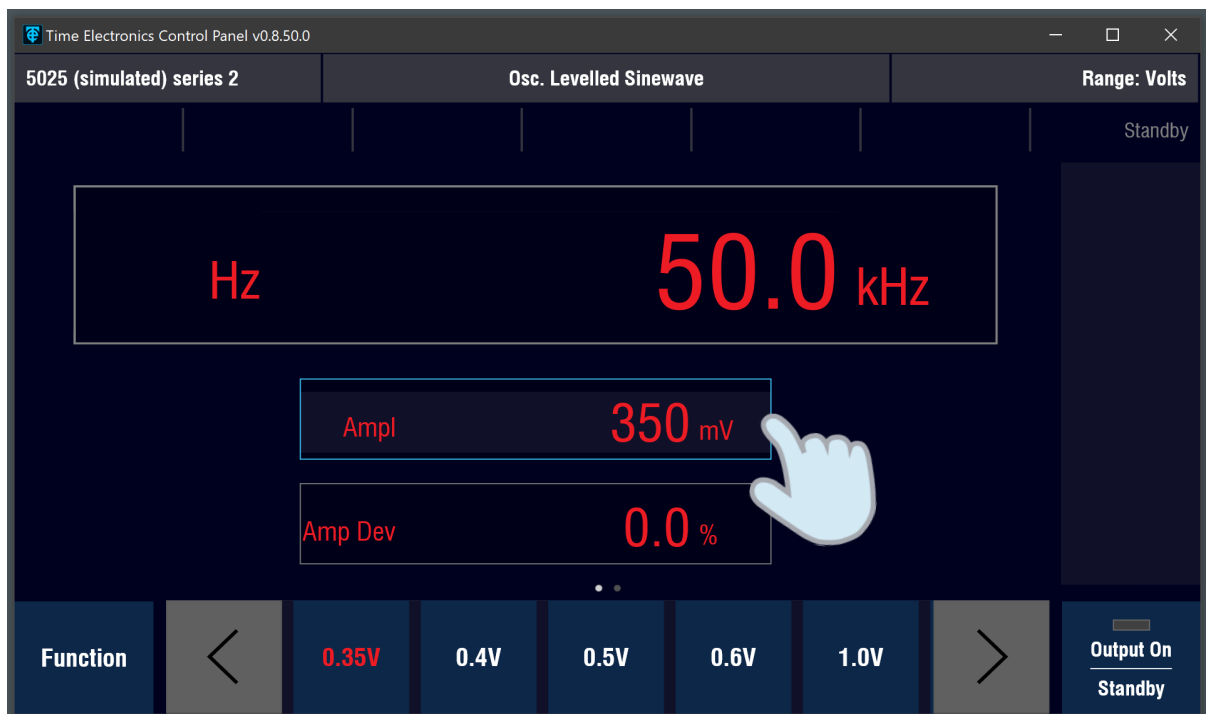 Time Electronics Control Panel v0.8.50.0
5025 (simulated) series 2 Osc. Levelled Sinewave Range: Volts
Standby
Hz 50.0 kHz
Ampl 350 mV
Amp Dev 0.0 %
Function 0.35V 0.4V 0.5V 0.6V 1.0V Output On
Standby